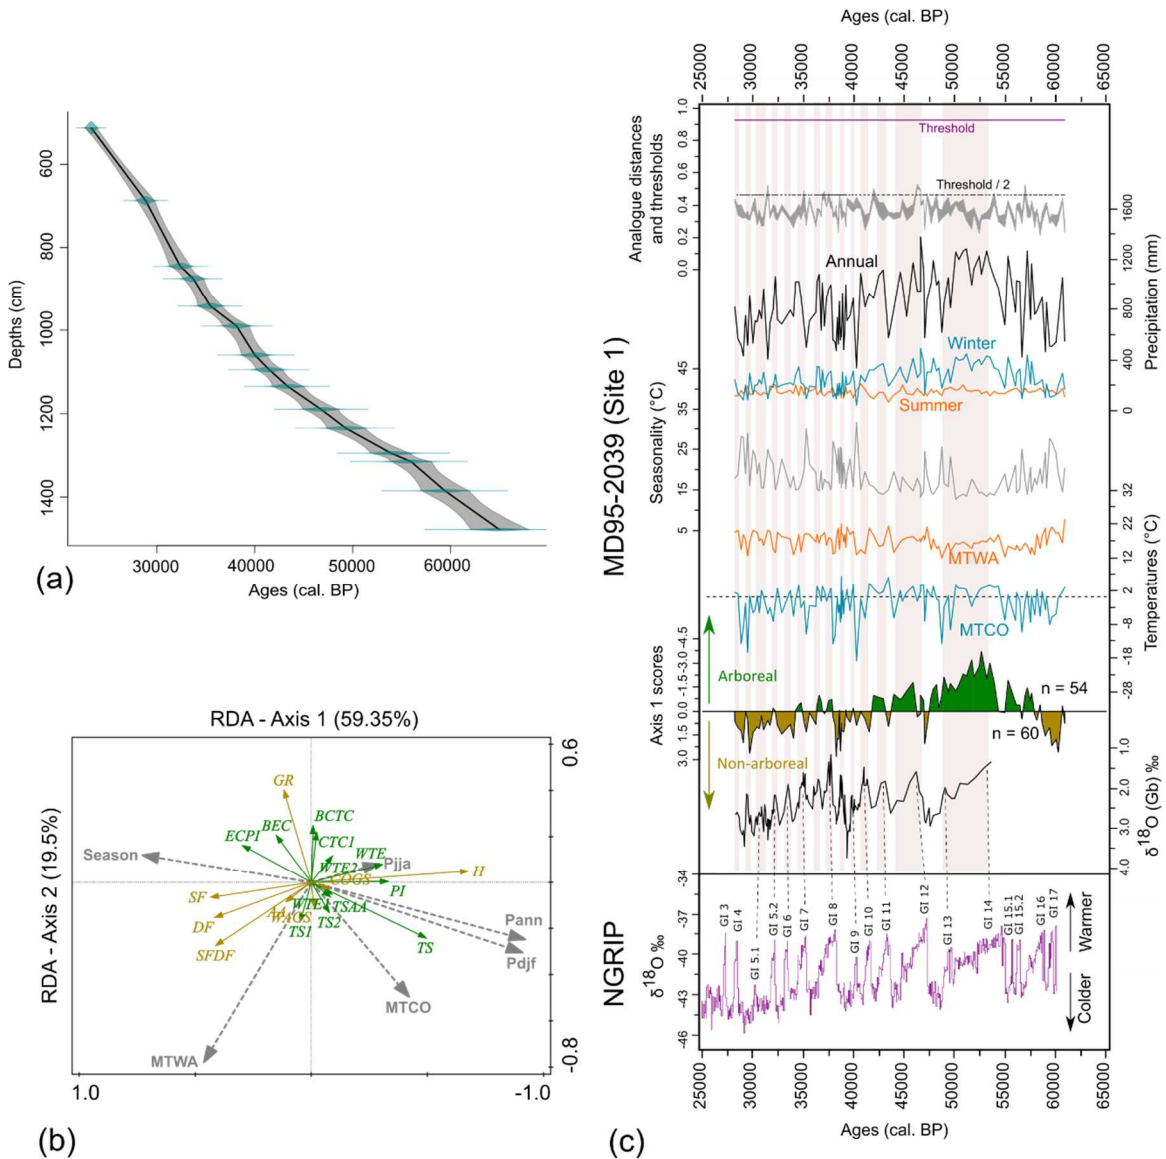 Depths (cm)
600
800
1000
1200
1400
30000
40000
50000
60000
Ages (cal. BP)
(a)
RDA - Axis 1 (59.35%)
RDA - Axis 2 (19.5%)
0.6
-0.8
1.0
-1.0
GR
BCTC
BEC
ECPI
CTC1
WTE
Season
WTE2
Pjja
H
PI
SF
WTE1
TSAA
WAGS
TS1
TS2
DF
SFDF
TS
Pann
Pdjf
MTCO
MTWA
(b)
Ages (cal. BP)
25000
30000
35000
40000
45000
50000
55000
60000
65000
MD95-2039 (Site 1)
Analogue distances
and thresholds
1.0
0.8
0.6
0.4
0.2
0.0
Threshold
Threshold / 2
Precipitation (mm)
1600
1200
800
400
0
Annual
Winter
Summer
Seasonality (°C)
45
35
25
15
5
Temperatures (°C)
32
22
12
2
-8
-18
-28
MTWA
MTCO
Axis 1 scores
-4.5
-3.0
-1.5
0.0
1.5
3.0
Arboreal
Non-arboreal
n = 54
n = 60
δ18O (Gb) ‰
1.0
2.0
3.0
4.0
NGRIP
δ18O ‰
-34
-37
-40
-43
-46
GI 3
GI 4
GI 5.1
GI 5.2
GI 6
GI 7
GI 8
GI 9
GI 10
GI 11
GI 12
GI 13
GI 14
GI 15.1
GI 15.2
GI 16
GI 17
Warmer
Colder
25000
30000
35000
40000
45000
50000
55000
60000
65000
Ages (cal. BP)
(c)